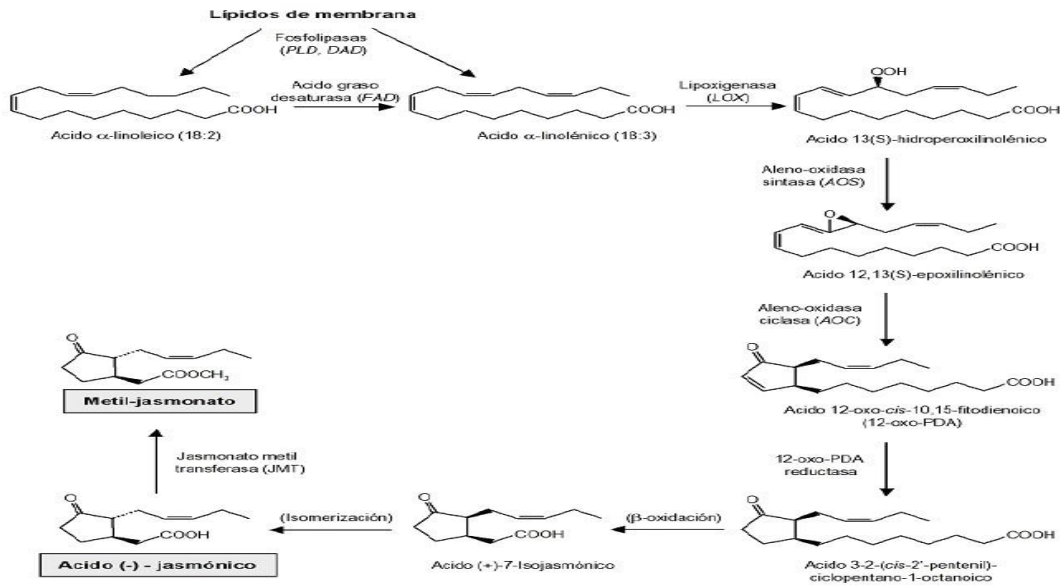 Lípidos de membrana
Fosfolipasas
(PLD, DAD)
COOH
Acido α-linoleico (18:2)
Acido graso
desaturasa (FAD)
COOH
Acido α-linolénico (18:3)
Lipoxigenasa
(LOX)
OOH
COOH
Acido 13(S)-hidroperoxilinolénico
Aleno-oxidasa
sintasa (AOS)
O
COOH
Acido 12,13(S)-epoxilinolénico
Aleno-oxidasa
ciclasa (AOC)
O
COOH
Acido 12-oxo-cis-10,15-fitodienoico
(12-oxo-PDA)
12-oxo-PDA
reductasa
O
COOH
Acido 3-2-(cis-2'-pentenil)-
ciclopentano-1-octanoico
(β-oxidación)
O
COOH
Acido (+)-7-Isojasmónico
(Isomerización)
O
COOH
Acido (-) - jasmónico
Jasmonato metil
transferasa (JMT)
O
COOCH3
Metil-jasmonato